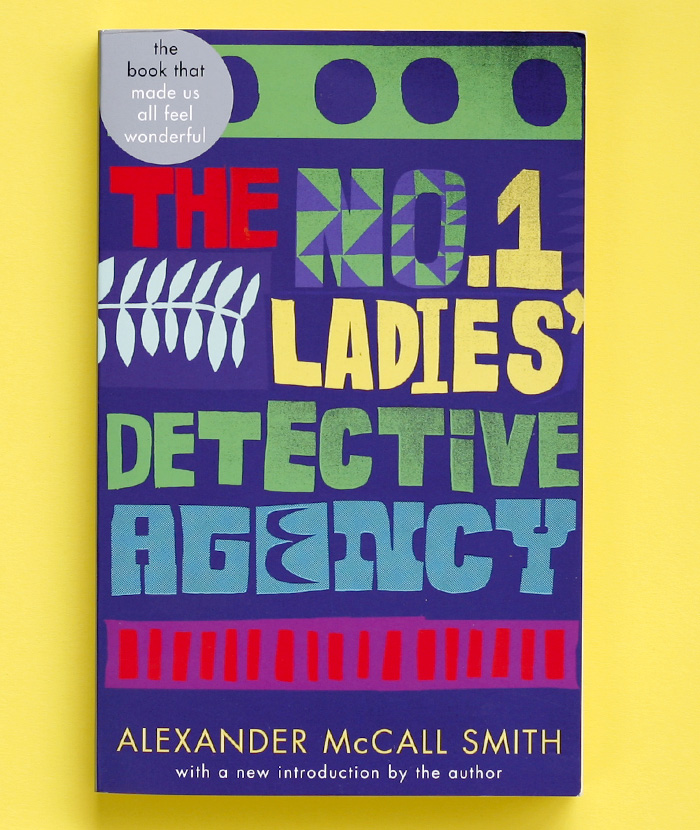 the
book that
made us
all feel
wonderful
THE NO.1
LADIES'
DETECTiVE
AGENCY
ALEXANDER McCALL SMITH
with a new introduction by the author